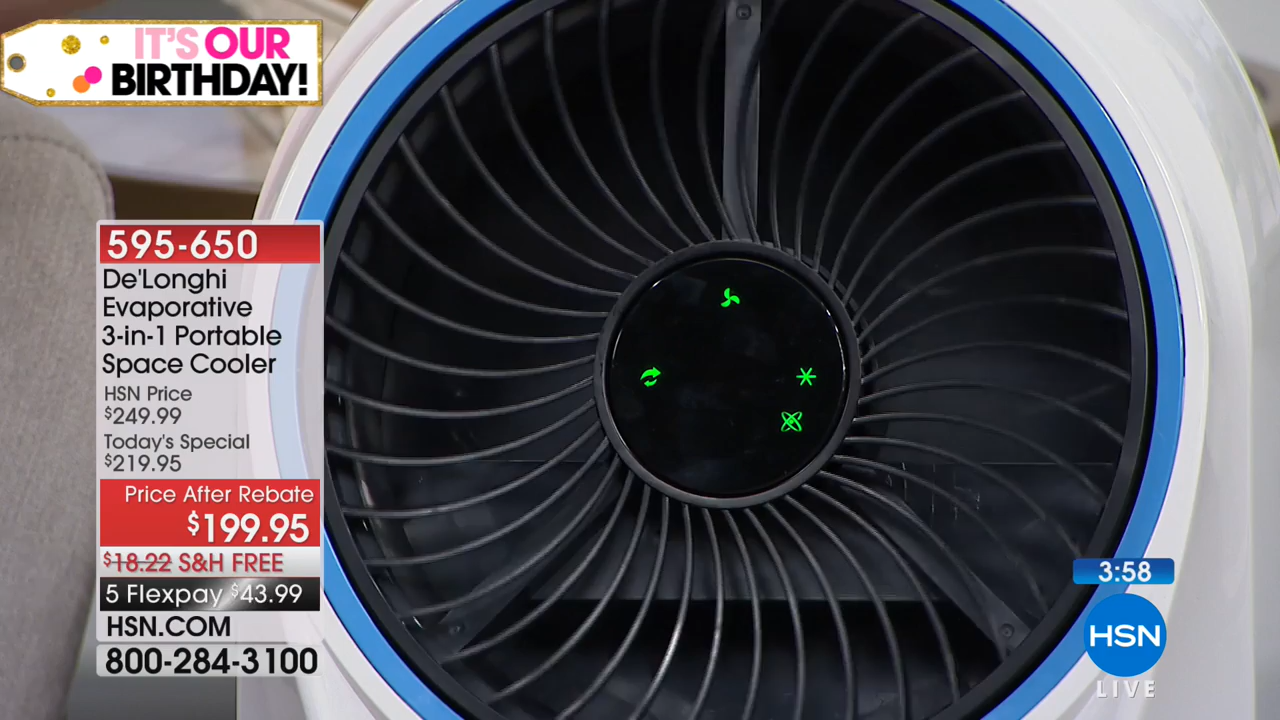 IT'S OUR
BIRTHDAY!
595-650
De'Longhi
Evaporative
3-in-1 Portable
Space Cooler
HSN Price
$249.99
Today's Special
$219.95
Price After Rebate
$199.95
$18.22 S&H FREE
5 Flexpay $43.99
HSN.COM
800-284-3100
3:58
HSN
LIVE